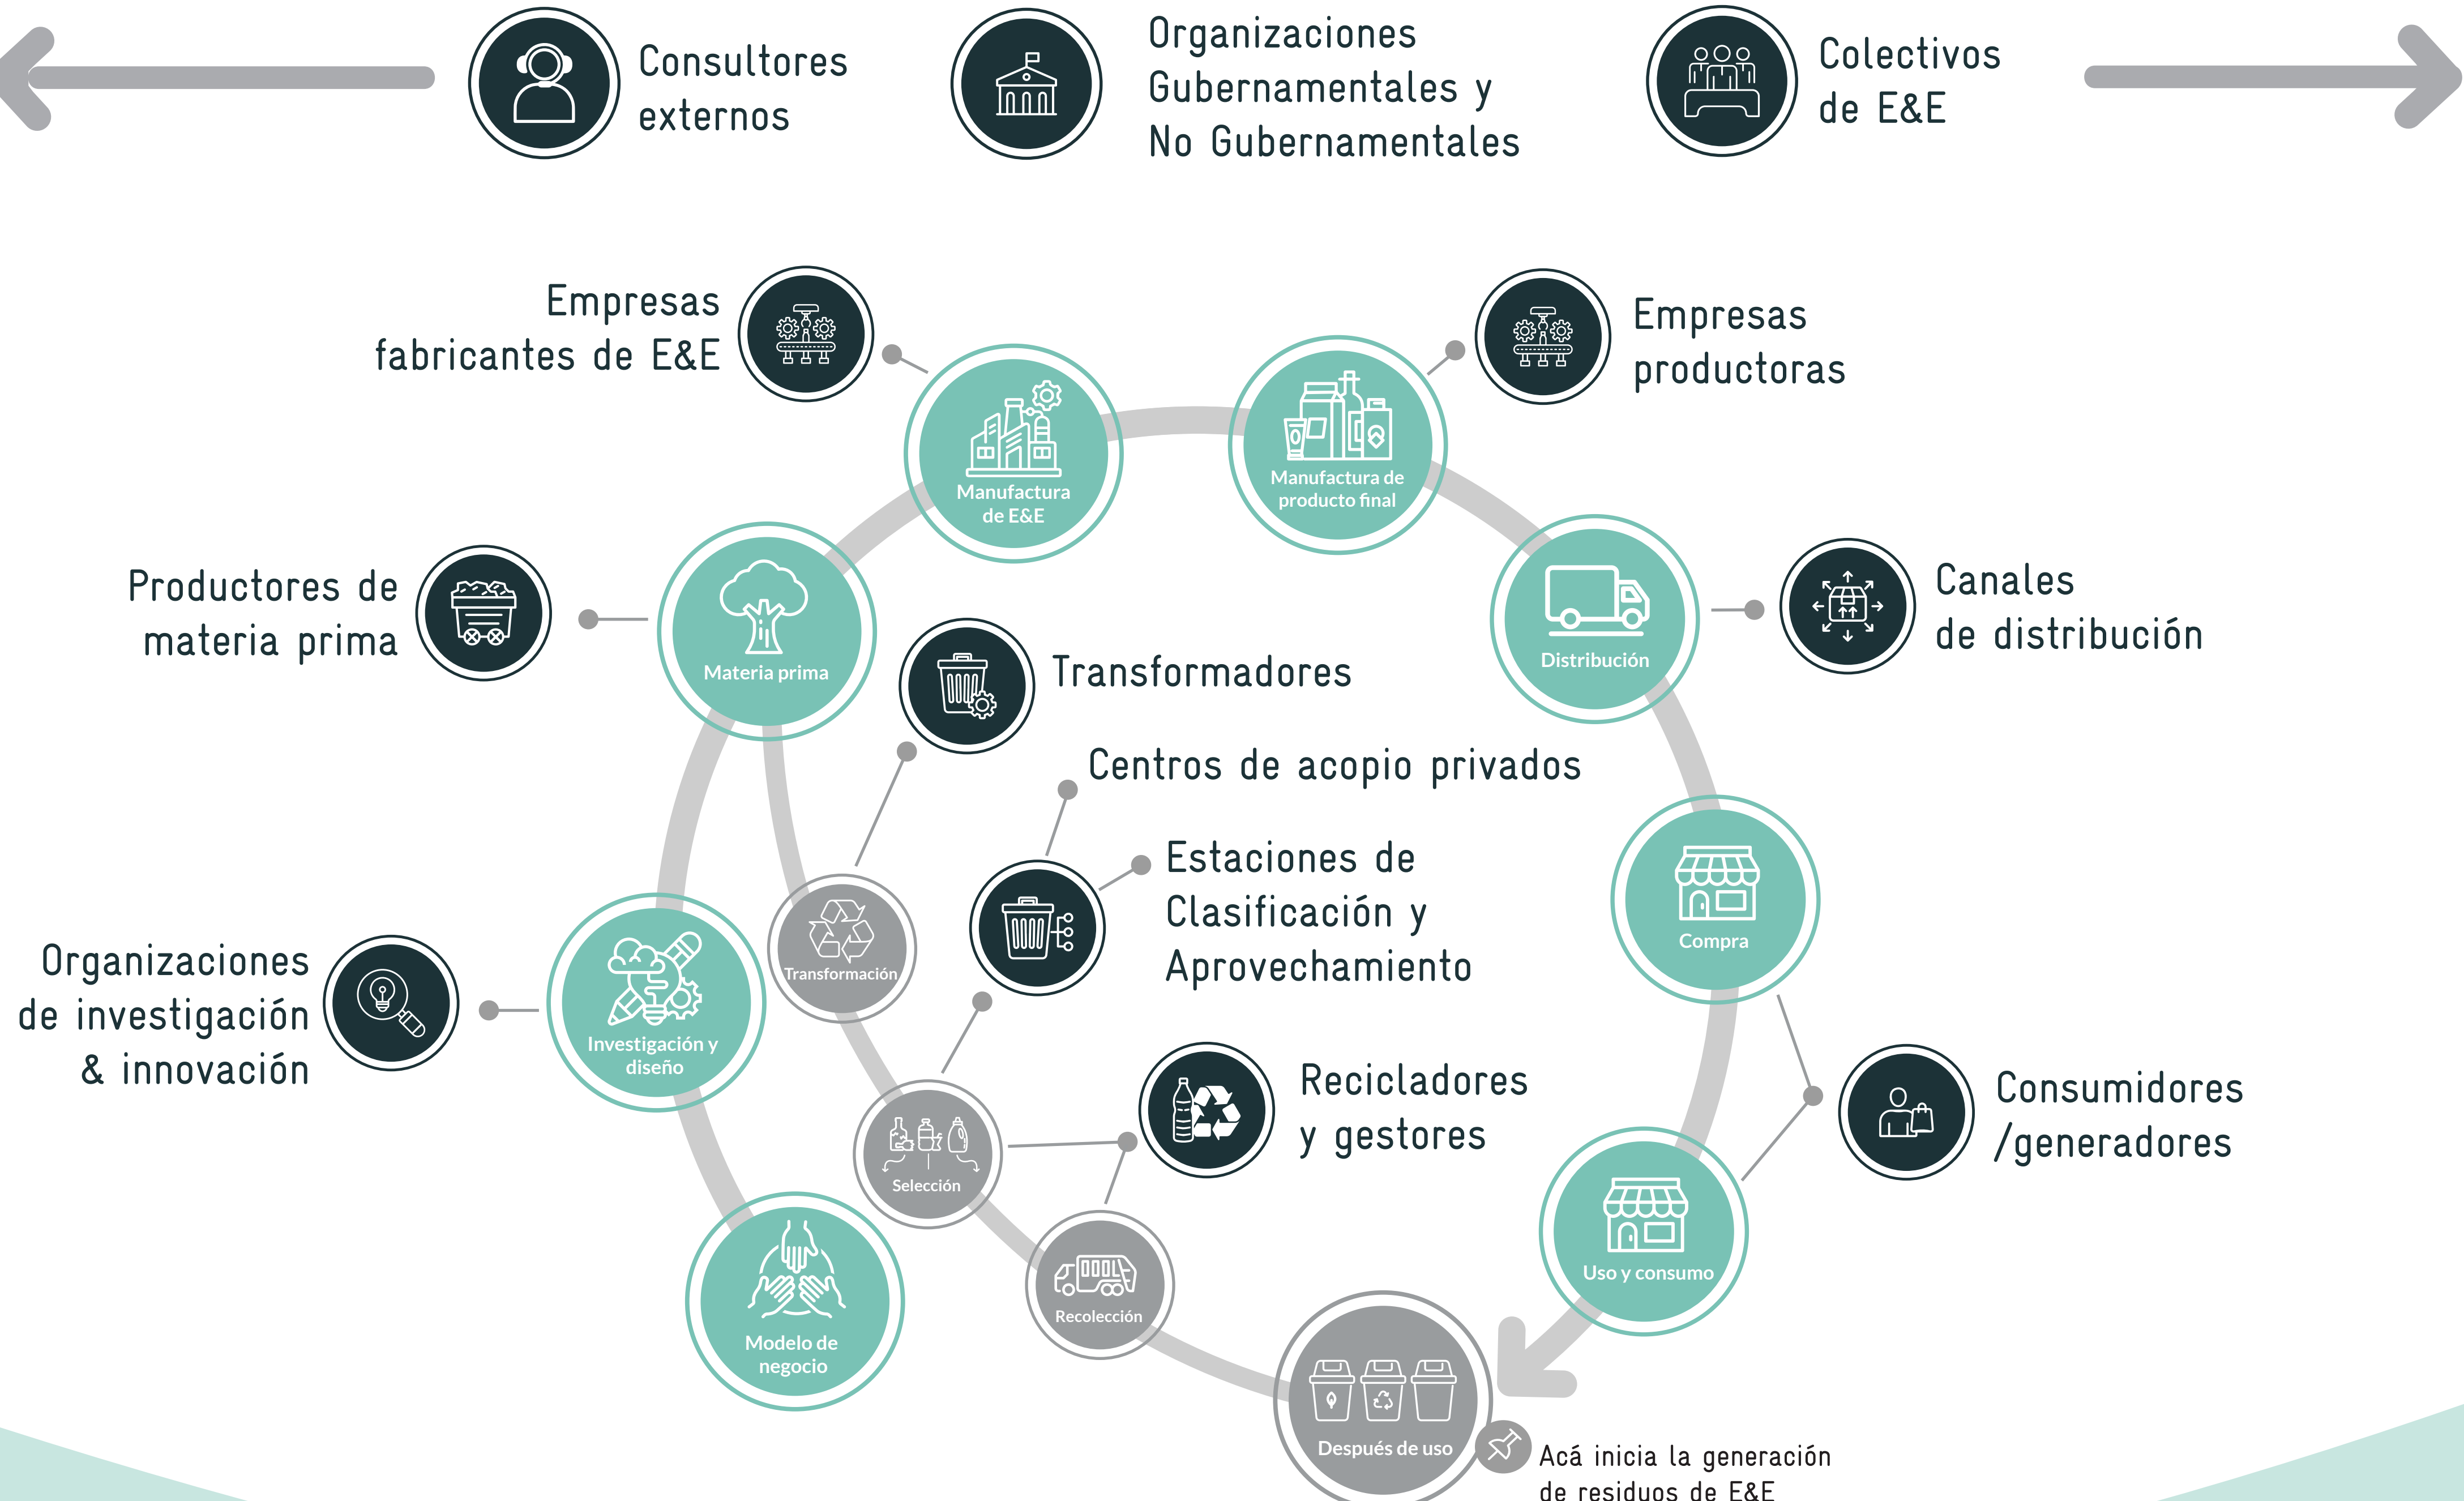 Consultores
externos
Organizaciones
Gubernamentales y
No Gubernamentales
Colectivos
de E&E
Empresas
fabricantes de E&E
Empresas
productoras
Manufactura
de E&E
Manufactura de
producto final
Productores de
materia prima
Materia prima
Distribución
Canales
de distribución
Transformadores
Centros de acopio privados
Estaciones de
Clasificación y
Aprovechamiento
Compra
Organizaciones
de investigación
& innovación
Investigación y
diseño
Transformación
Recicladores
y gestores
Consumidores
/generadores
Selección
Uso y consumo
Recolección
Modelo de
negocio
Después de uso
Acá inicia la generación
de residuos de E&E